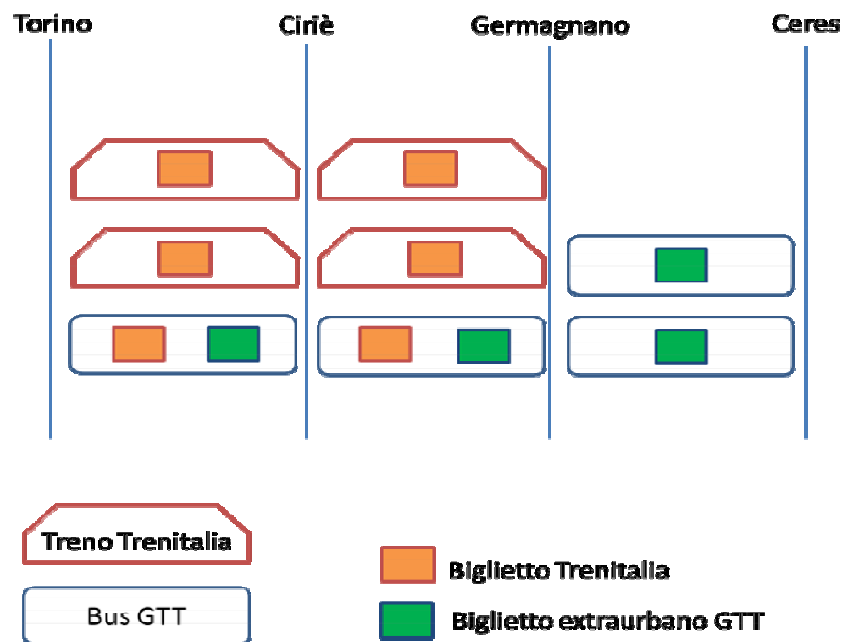 Torino
Ciriè
Germagnano
Ceres
Treno Trenitalia
Bus GTT
Biglietto Trenitalia
Biglietto extraurbano GTT